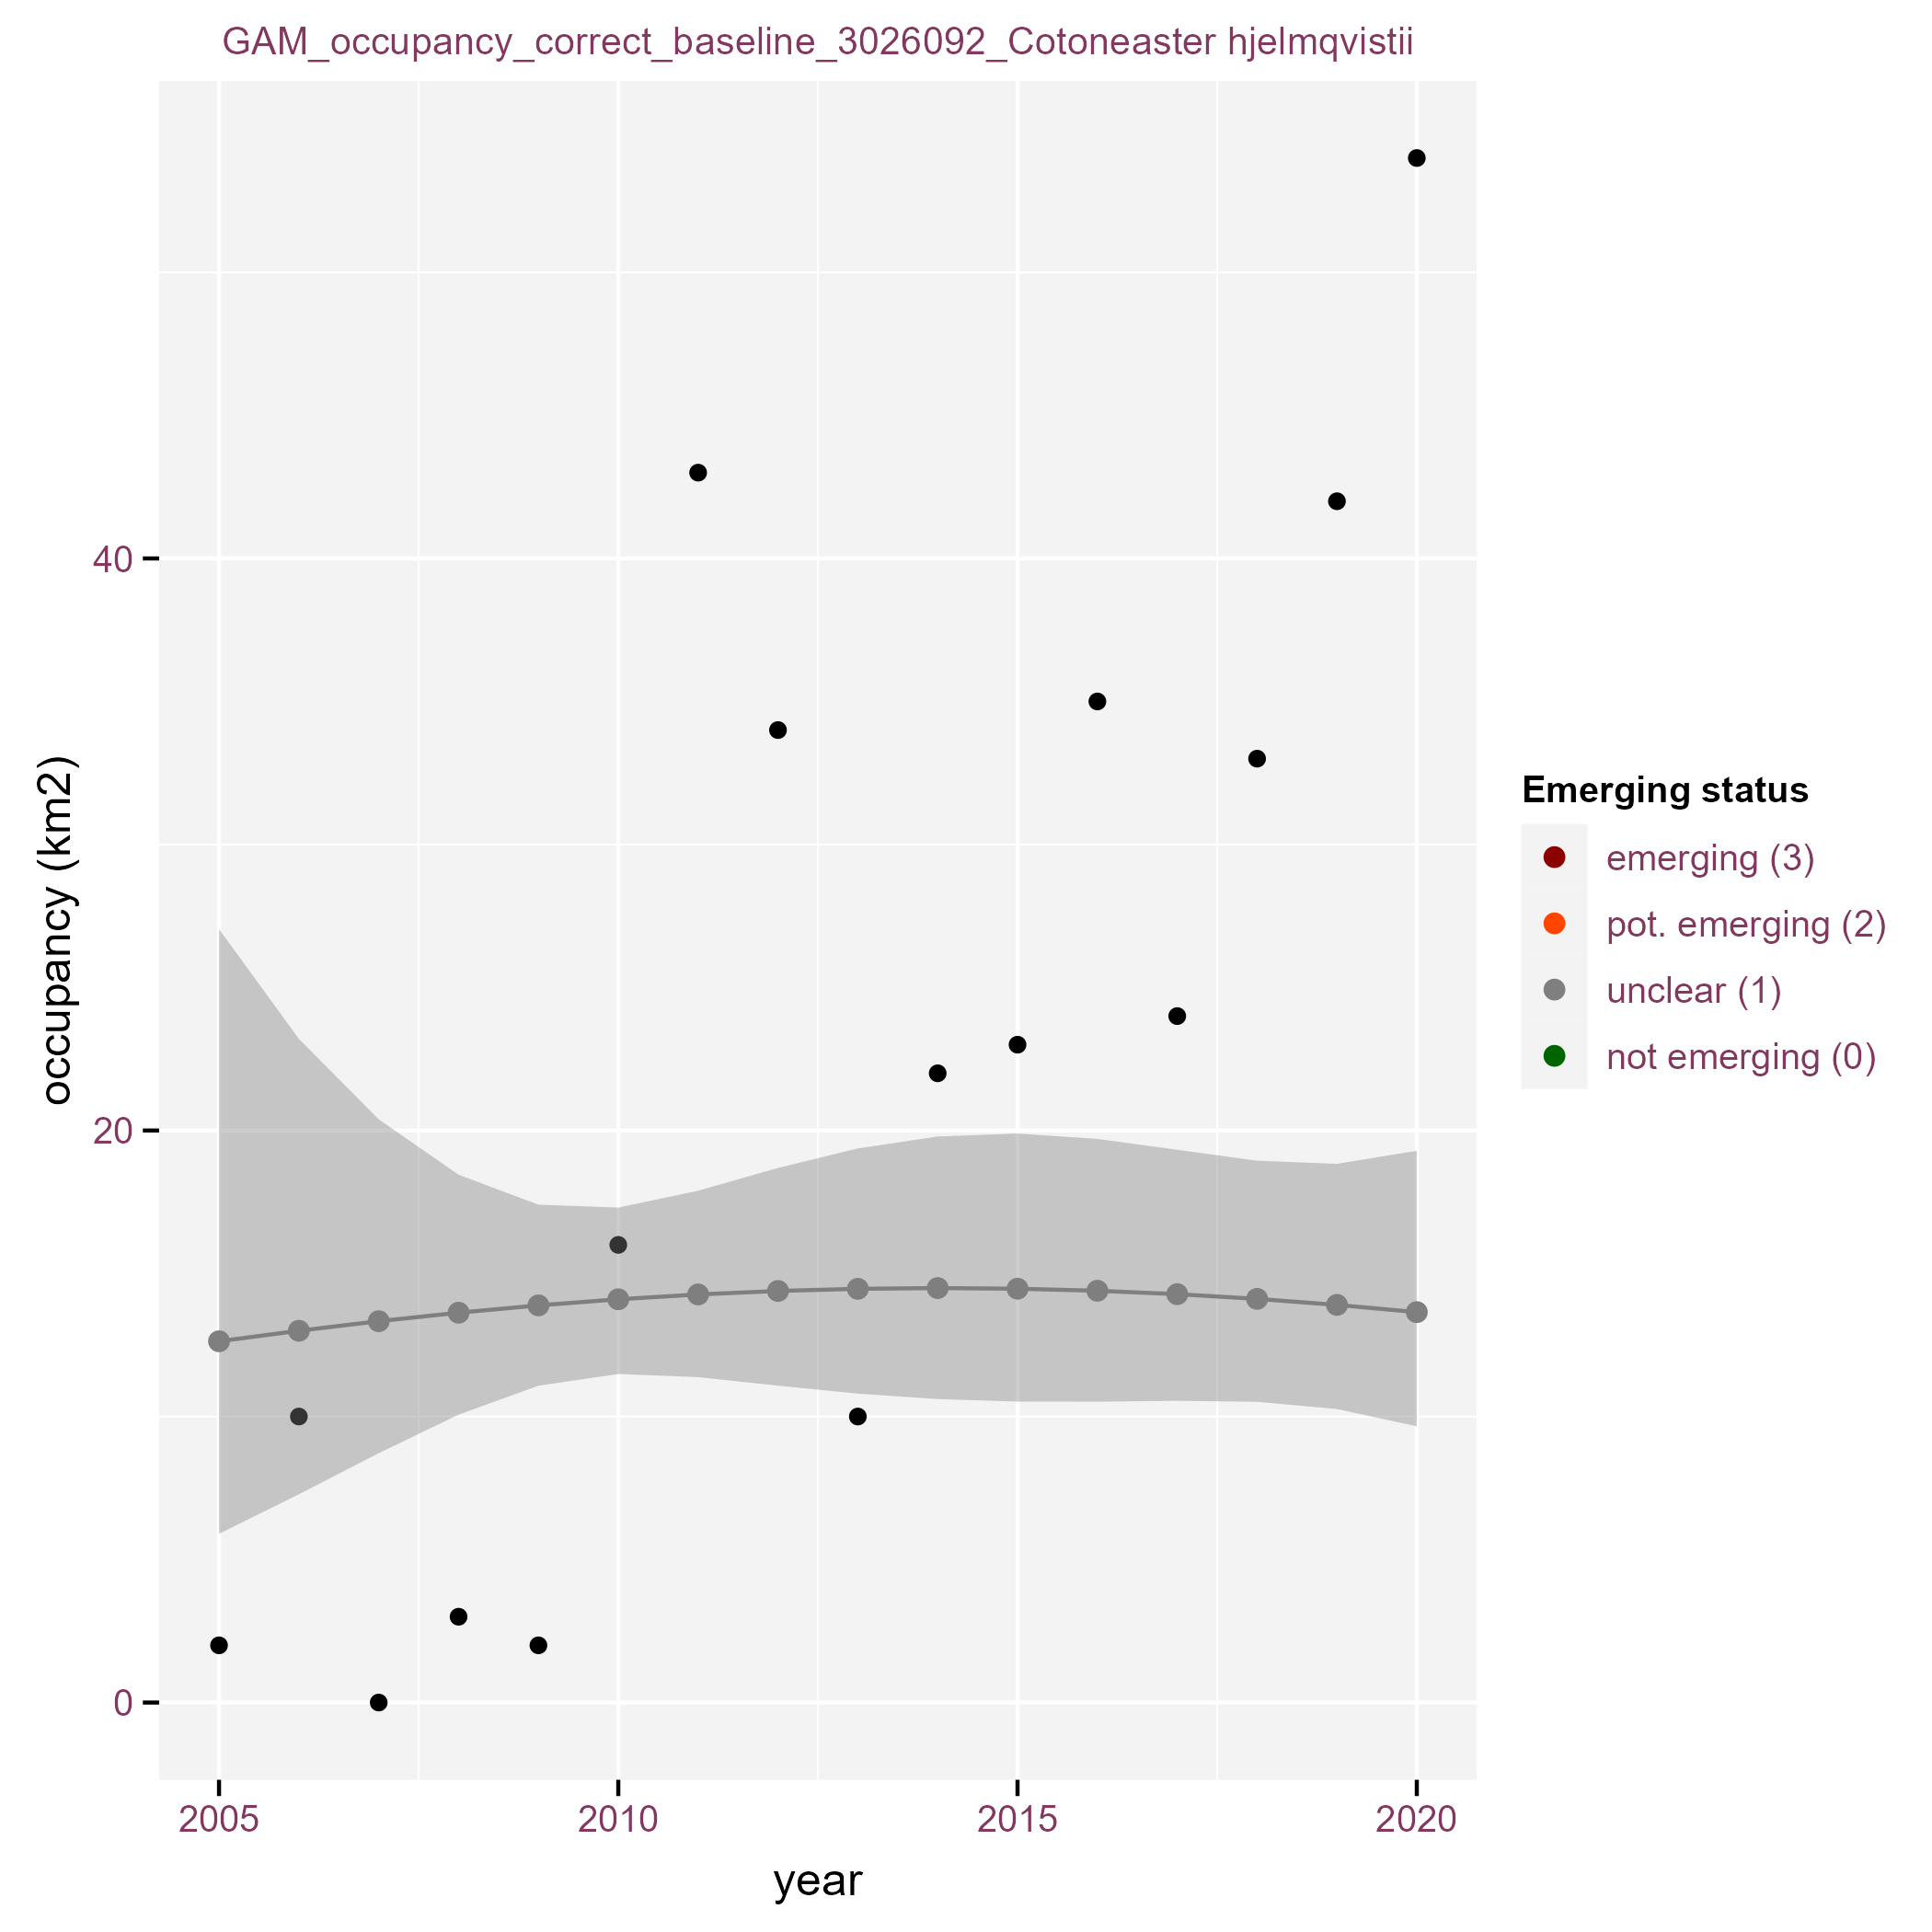 GAM_occupancy_correct_baseline_3026092_Cotoneaster hjelmqvistii
occupancy (km2)
40
20
0
2005
2010
2015
2020
year
Emerging status
emerging (3)
pot. emerging (2)
unclear (1)
not emerging (0)